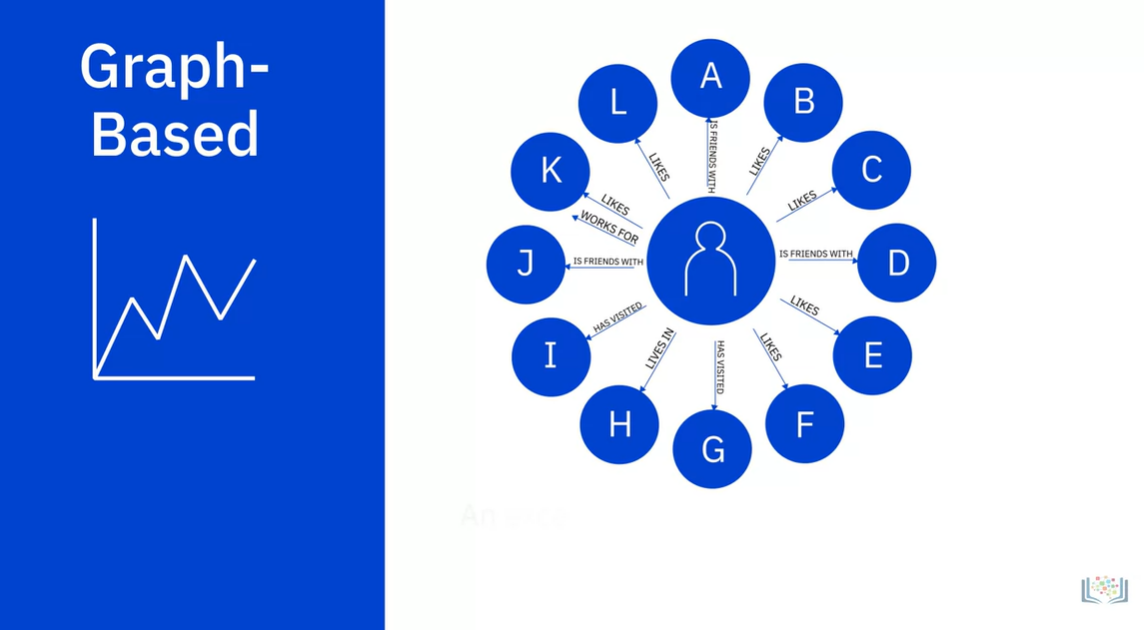 Graph-
Based
A
IS FRIENDS WITH
B
LIKES
C
LIKES
D
IS FRIENDS WITH
E
LIKES
F
LIKES
G
HAS VISITED
H
LIVES IN
I
HAS VISITED
J
IS FRIENDS WITH
K
LIKES
WORKS FOR
L
LIKES
An